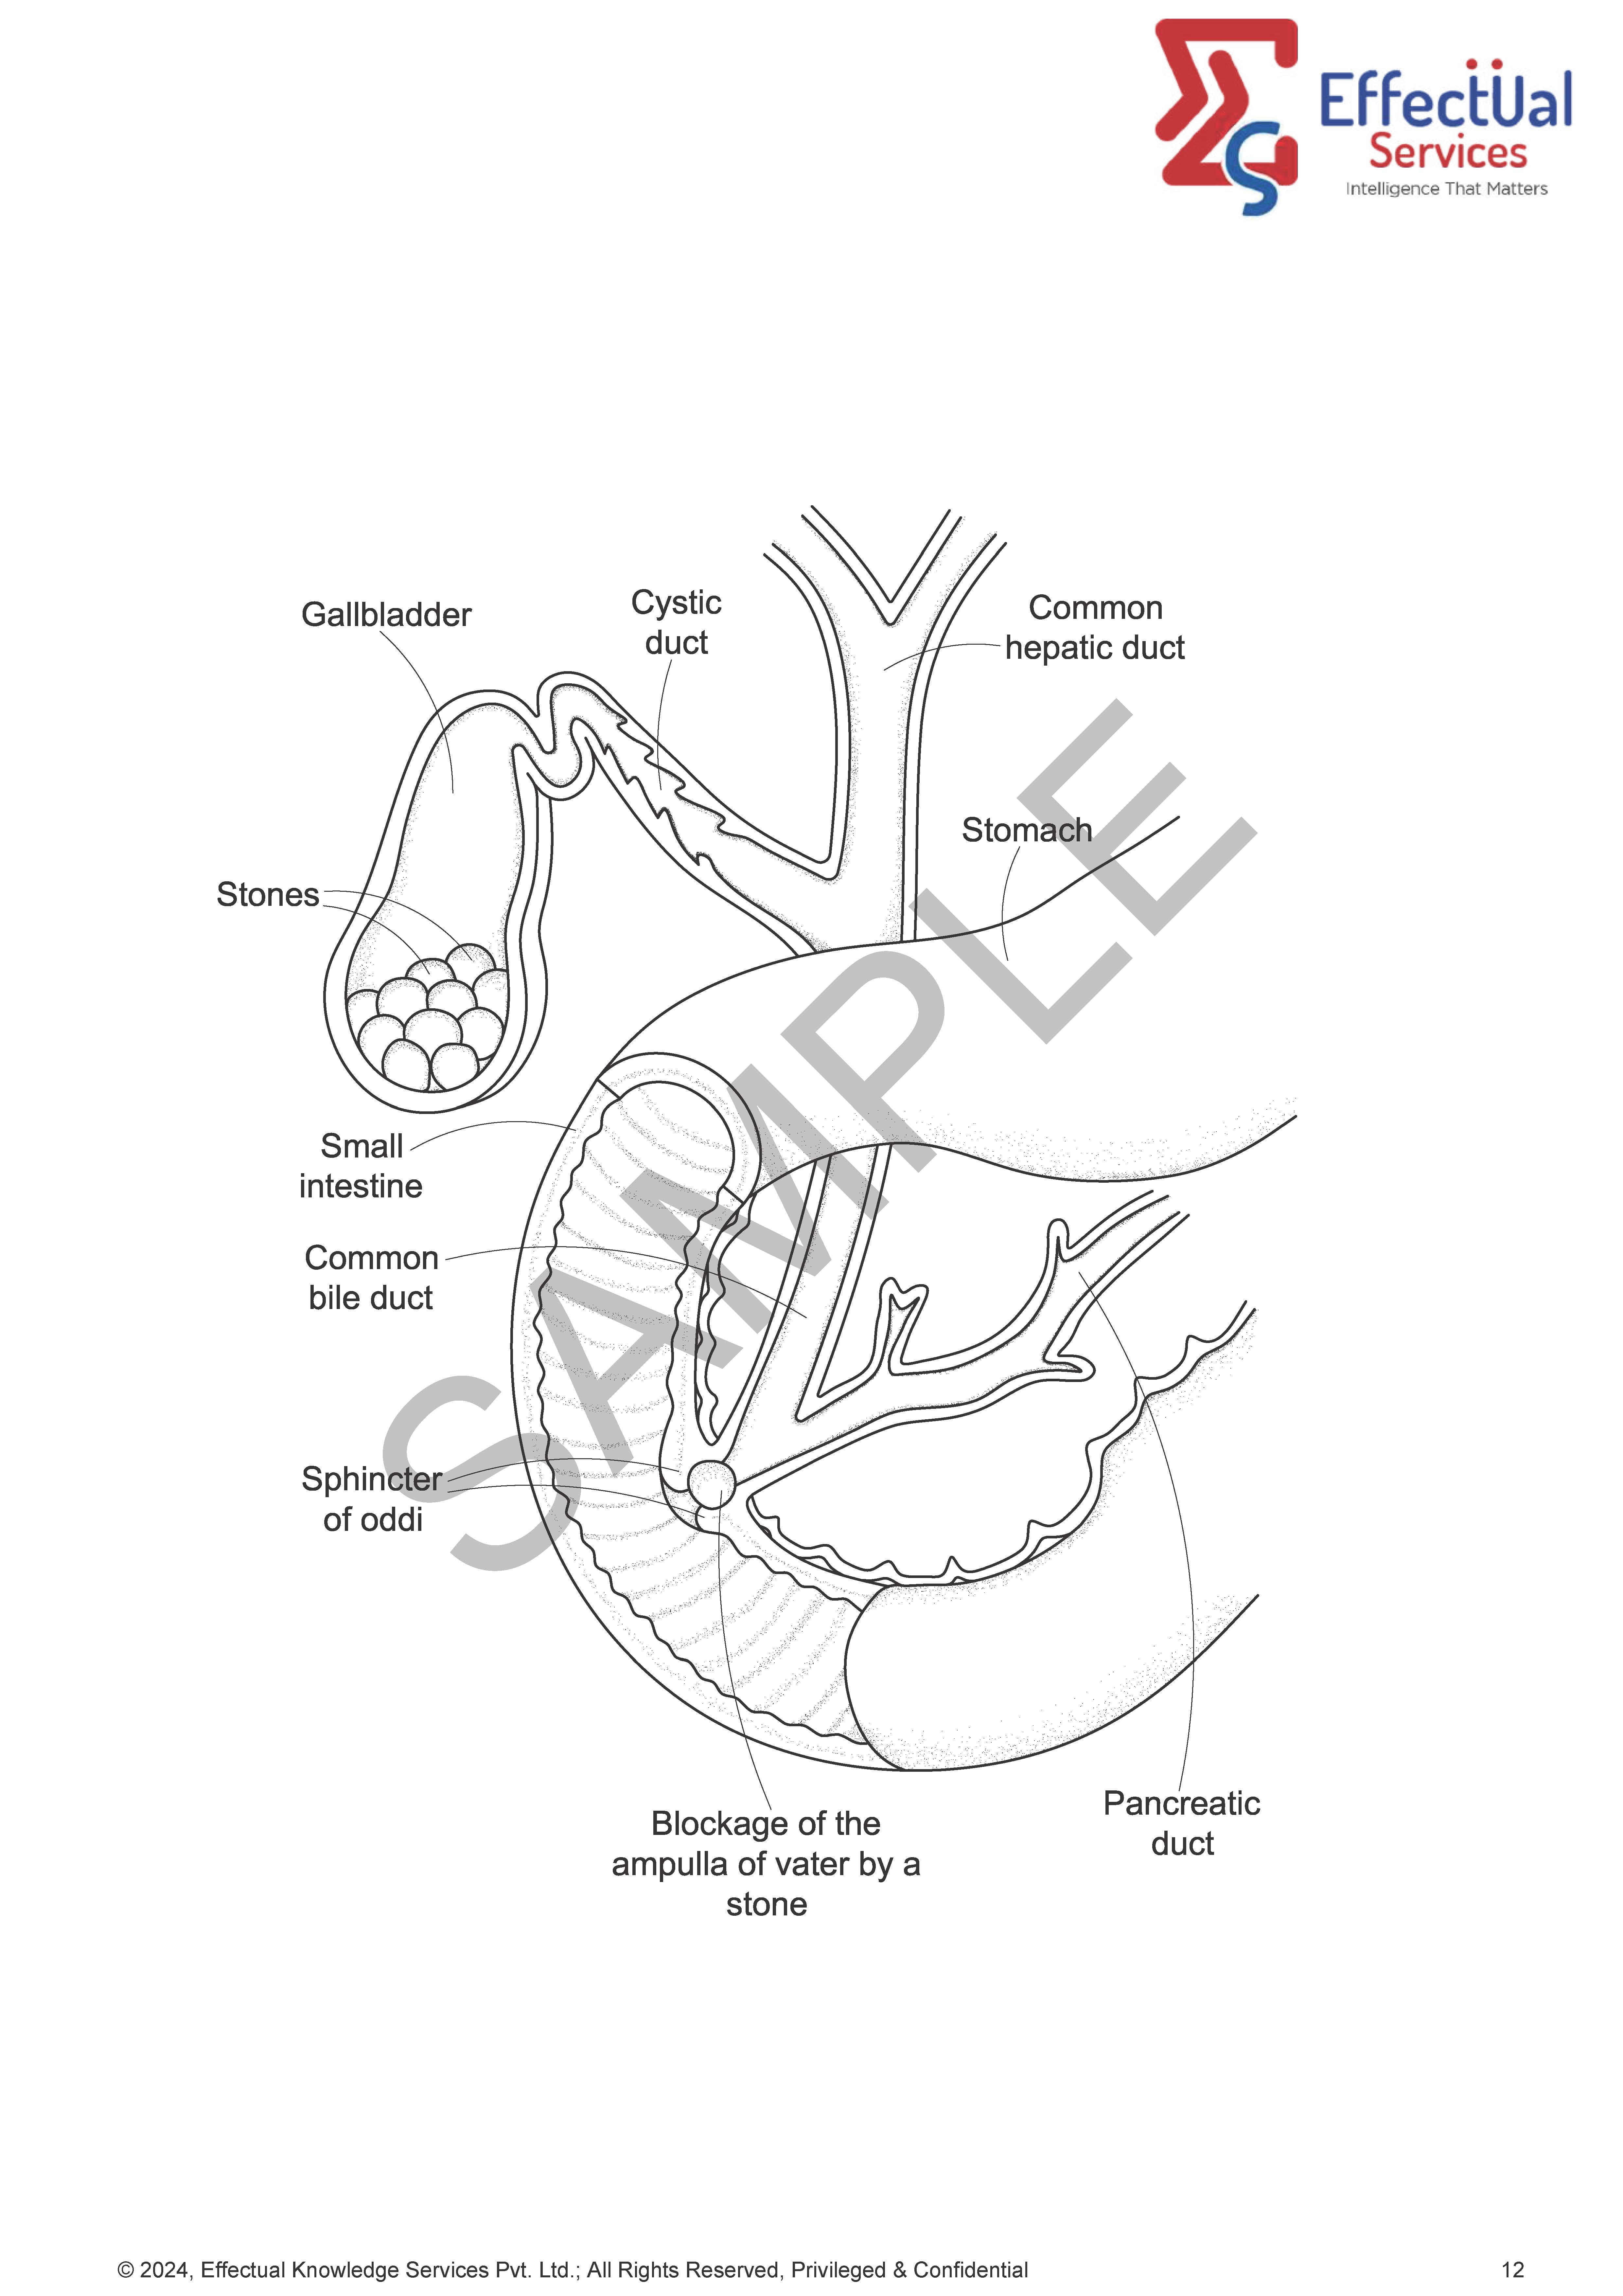 EffectÜal
Services
Intelligence That Matters
Gallbladder
Cystic
duct
Common
hepatic duct
Stomach
Stones
Small
intestine
Common
bile duct
Sphincter
of oddi
Blockage of the
ampulla of vater by a
stone
Pancreatic
duct
SAMPLE
© 2024, Effectual Knowledge Services Pvt. Ltd.; All Rights Reserved, Privileged & Confidential
12